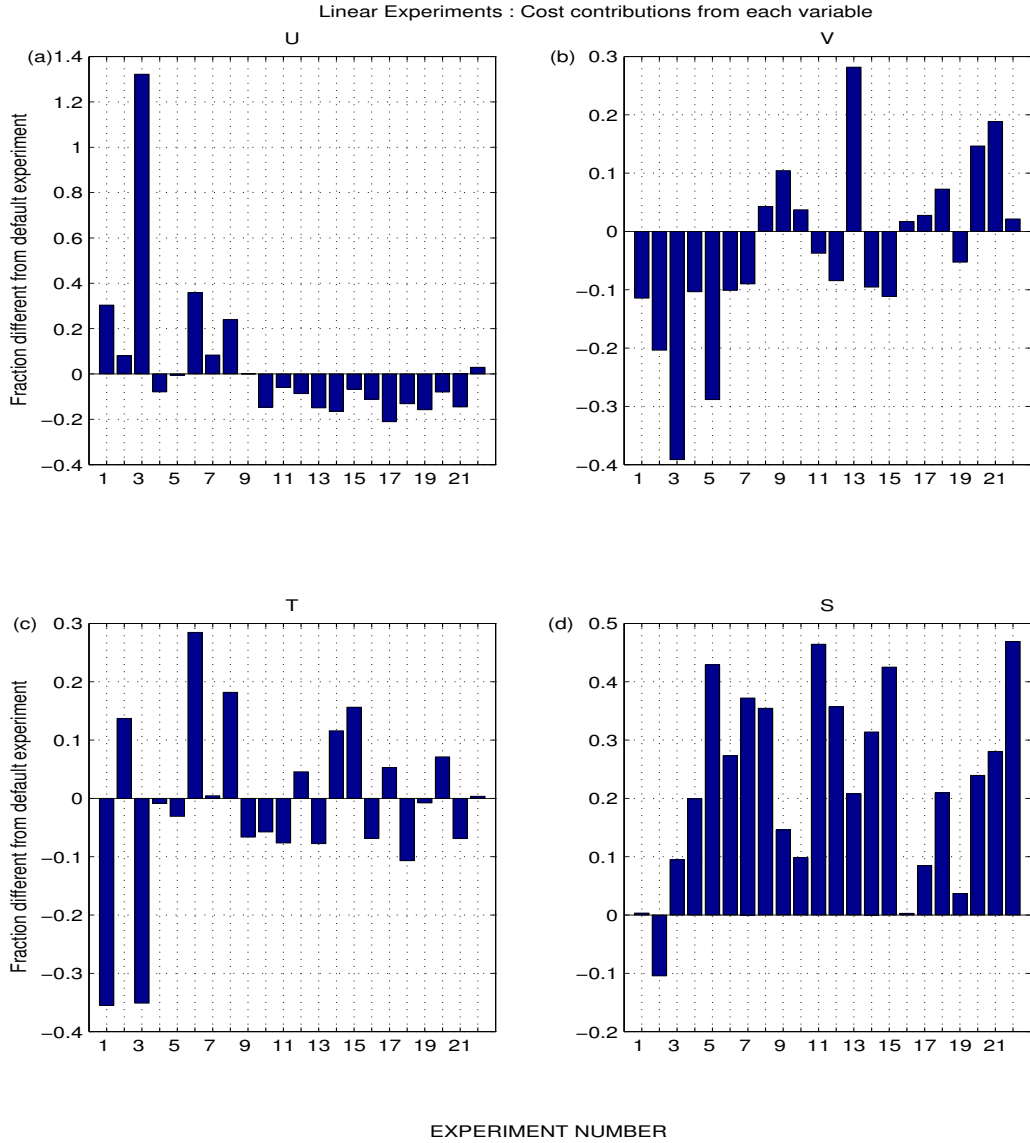 Linear Experiments : Cost contributions from each variable
U
(a)
1.4
1.2
1
0.8
0.6
0.4
0.2
0
−0.2
−0.4
Fraction different from default experiment
1 3 5 7 9 11 13 15 17 19 21
V
(b)
0.3
0.2
0.1
0
−0.1
−0.2
−0.3
−0.4
1 3 5 7 9 11 13 15 17 19 21
T
(c)
0.3
0.2
0.1
0
−0.1
−0.2
−0.3
−0.4
Fraction different from default experiment
1 3 5 7 9 11 13 15 17 19 21
S
(d)
0.5
0.4
0.3
0.2
0.1
0
−0.1
−0.2
1 3 5 7 9 11 13 15 17 19 21
EXPERIMENT NUMBER